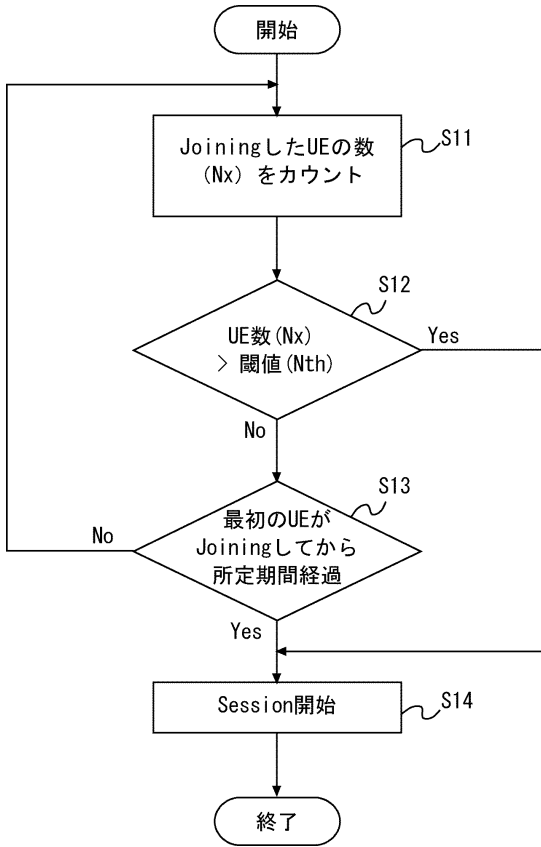 開始
JoiningしたUEの数
(Nx) をカウント
S11
S12
UE数(Nx)
> 閾値(Nth)
Yes
No
S13
最初のUEが
Joiningしてから
所定期間経過
No
Yes
Session開始
S14
終了